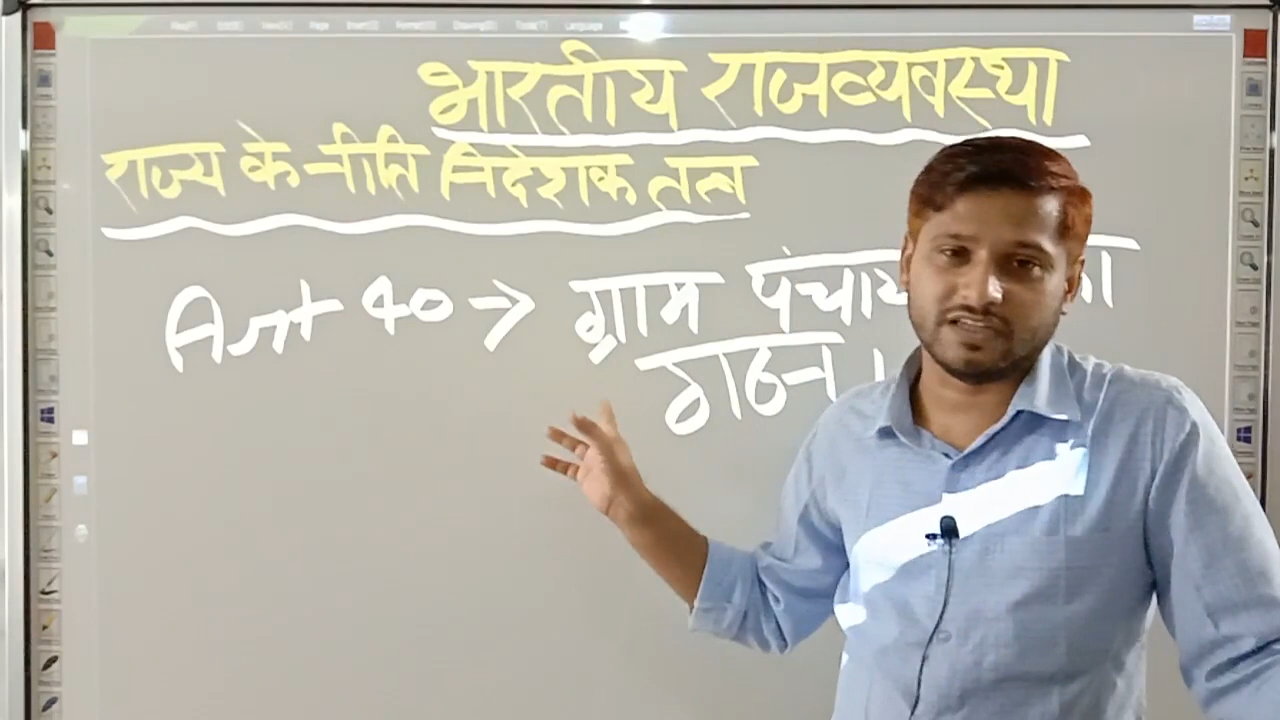 भारतीय राजव्यवस्था
राज्य के नीति निदेशक तत्व
Art 40 → ग्राम पंचाय का
गठन ।